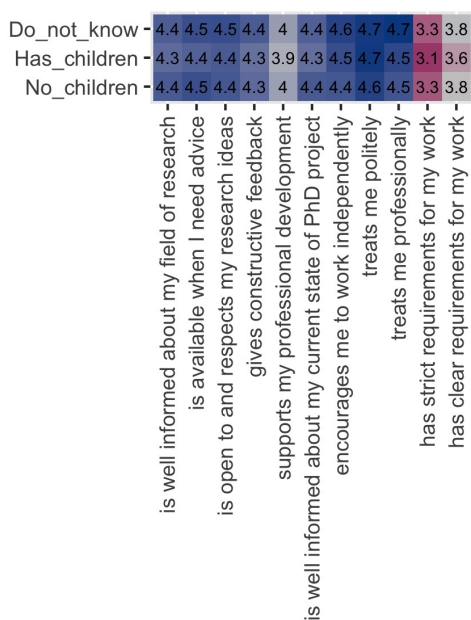 Do_not_know 4.4 4.5 4.5 4.4 4 4.4 4.6 4.7 4.7 3.3 3.8
Has_children 4.3 4.4 4.4 4.3 3.9 4.3 4.5 4.7 4.5 3.1 3.6
No_children 4.4 4.5 4.4 4.3 4 4.4 4.4 4.6 4.5 3.3 3.8
is well informed about my field of research
is available when I need advice
is open to and respects my research ideas
gives constructive feedback
supports my professional development
is well informed about my current state of PhD project
encourages me to work independently
treats me politely
treats me professionally
has strict requirements for my work
has clear requirements for my work